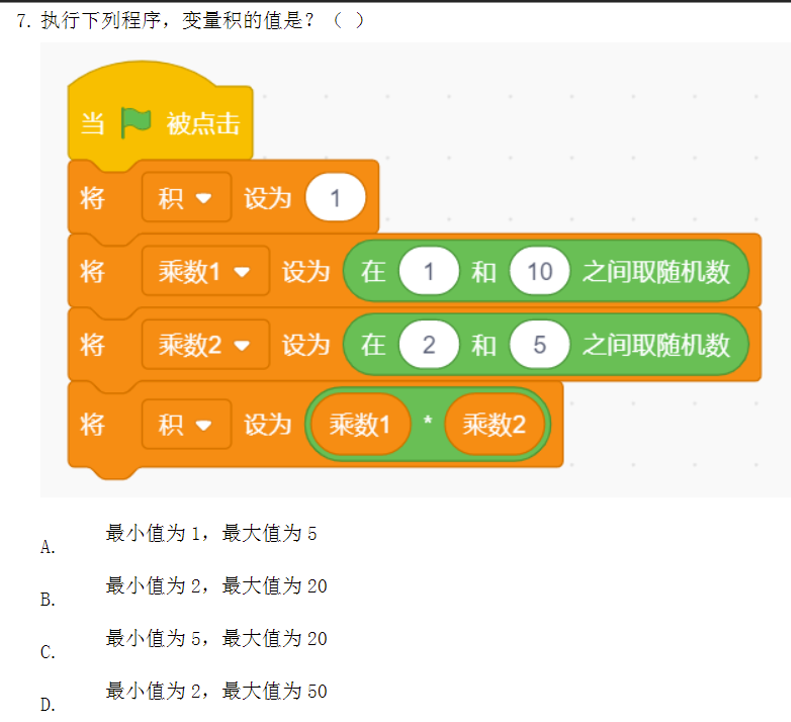 7. 执行下列程序，变量积的值是？（ ）
当 被点击
将 积 设为 1
将 乘数1 设为 在 1 和 10 之间取随机数
将 乘数2 设为 在 2 和 5 之间取随机数
将 积 设为 乘数1 * 乘数2
A. 最小值为 1，最大值为 5
B. 最小值为 2，最大值为 20
C. 最小值为 5，最大值为 20
D. 最小值为 2，最大值为 50